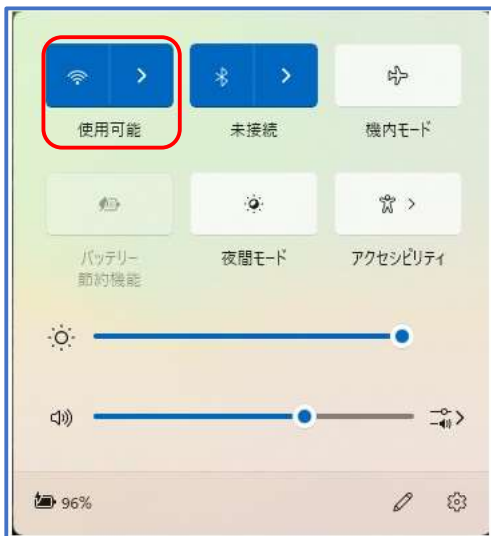 使用可能
未接続
機内モード
バッテリー
節約機能
夜間モード
アクセシビリティ
96%